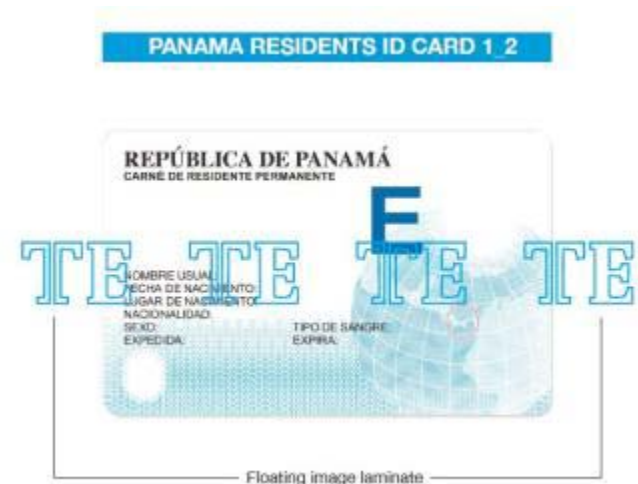 PANAMA RESIDENTS ID CARD 1_2
REPÚBLICA DE PANAMÁ
CARNÉ DE RESIDENTE PERMANENTE
E
TE TE TE TE
NOMBRE USUAL:
FECHA DE NACIMIENTO:
LUGAR DE NACIMIENTO:
NACIONALIDAD:
SEXO: TIPO DE SANGRE:
EXPEDIDA: EXPIRA:
Floating image laminate